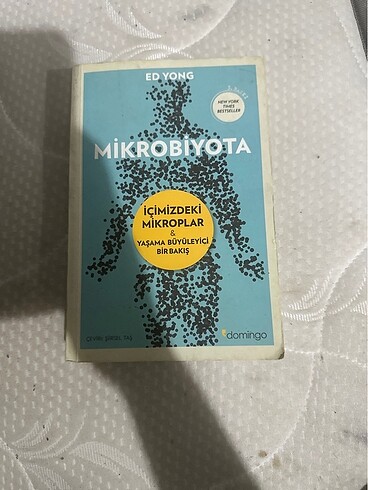 ED YONG
NEW YORK
TIMES
BESTSELLER
MİKROBİYOTA
İÇİMİZDEKİ
MİKROPLAR
&
YAŞAMA BÜYÜLEYİCİ
BİR BAKIŞ
domingo